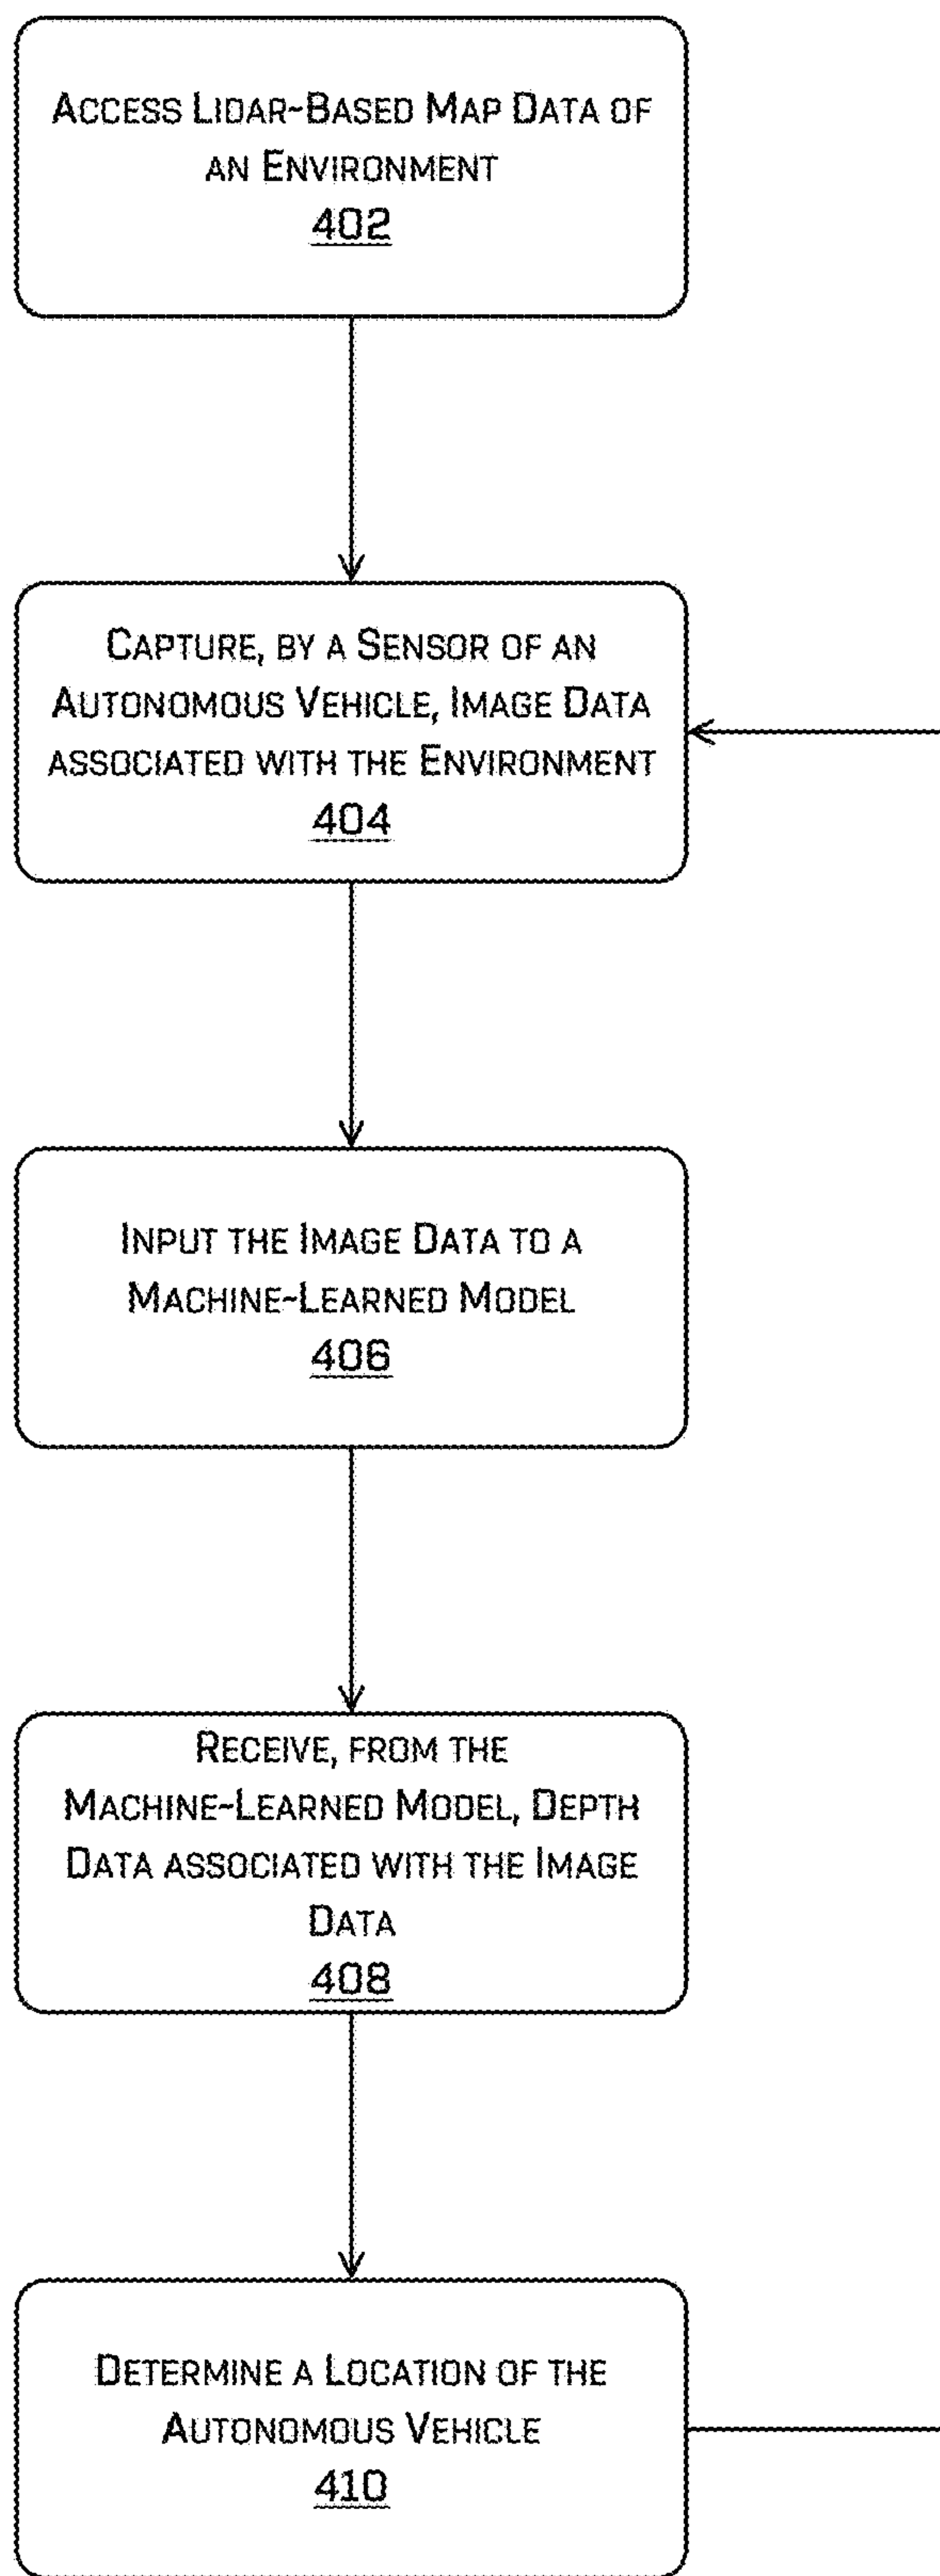 Access Lidar-Based Map Data of
an Environment
402
Capture, by a Sensor of an
Autonomous Vehicle, Image Data
associated with the Environment
404
Input the Image Data to a
Machine-Learned Model
406
Receive, from the
Machine-Learned Model, Depth
Data associated with the Image
Data
408
Determine a Location of the
Autonomous Vehicle
410